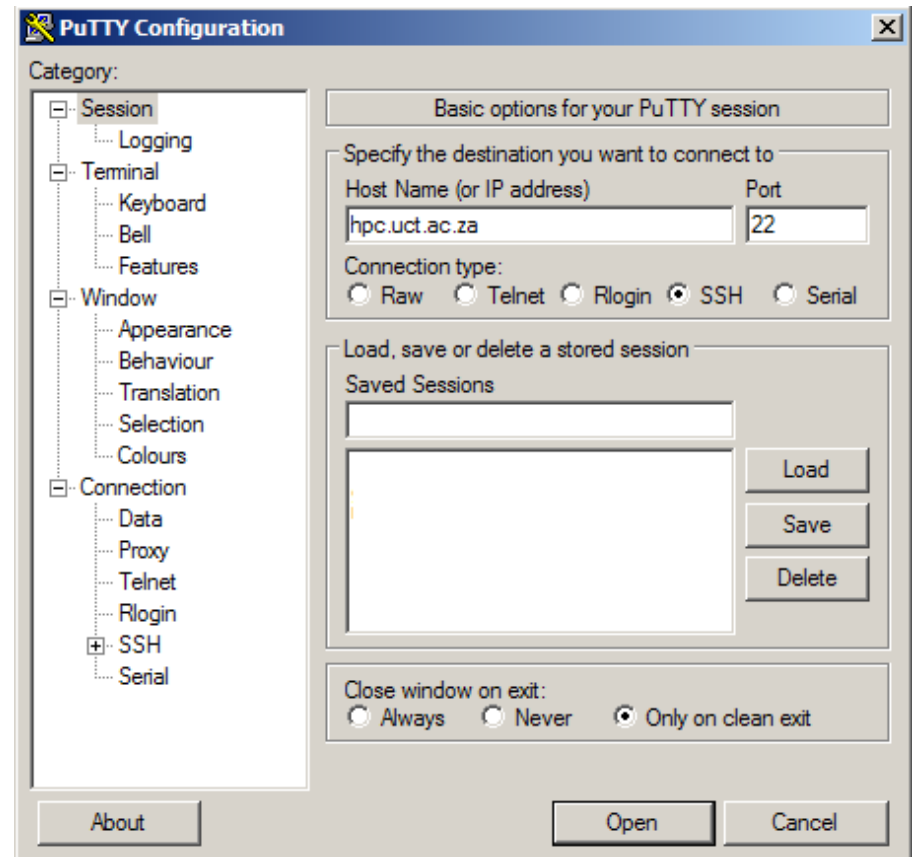 PuTTY Configuration
Category:
Session
Logging
Terminal
Keyboard
Bell
Features
Window
Appearance
Behaviour
Translation
Selection
Colours
Connection
Data
Proxy
Telnet
Rlogin
SSH
Serial
Basic options for your PuTTY session
Specify the destination you want to connect to
Host Name (or IP address) Port
hpc.uct.ac.za 22
Connection type:
Raw Telnet Rlogin SSH Serial
Load, save or delete a stored session
Saved Sessions
Load
Save
Delete
Close window on exit:
Always Never Only on clean exit
About Open Cancel